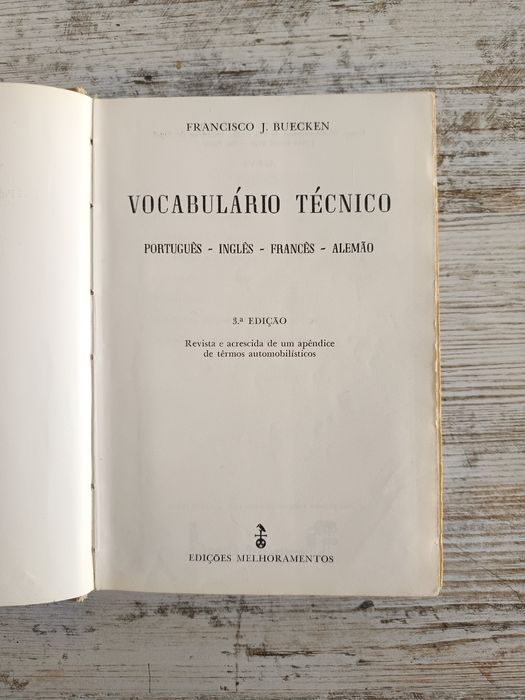 FRANCISCO J. BUECKEN
VOCABULÁRIO TÉCNICO
PORTUGUÊS - INGLÊS - FRANCÊS - ALEMÃO
3.ª EDIÇÃO
Revista e acrescida de um apêndice
de têrmos automobilísticos
EDIÇÕES MELHORAMENTOS